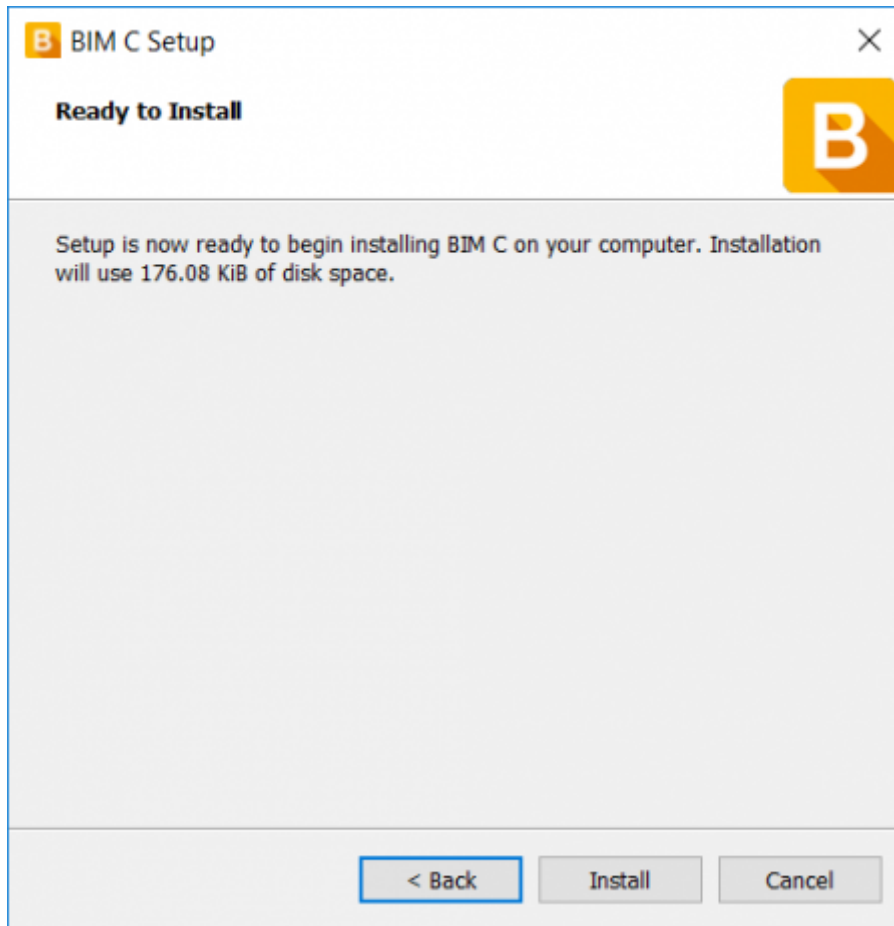 B BIM C Setup
Ready to Install
B
Setup is now ready to begin installing BIM C on your computer. Installation
will use 176.08 KiB of disk space.
< Back Install Cancel